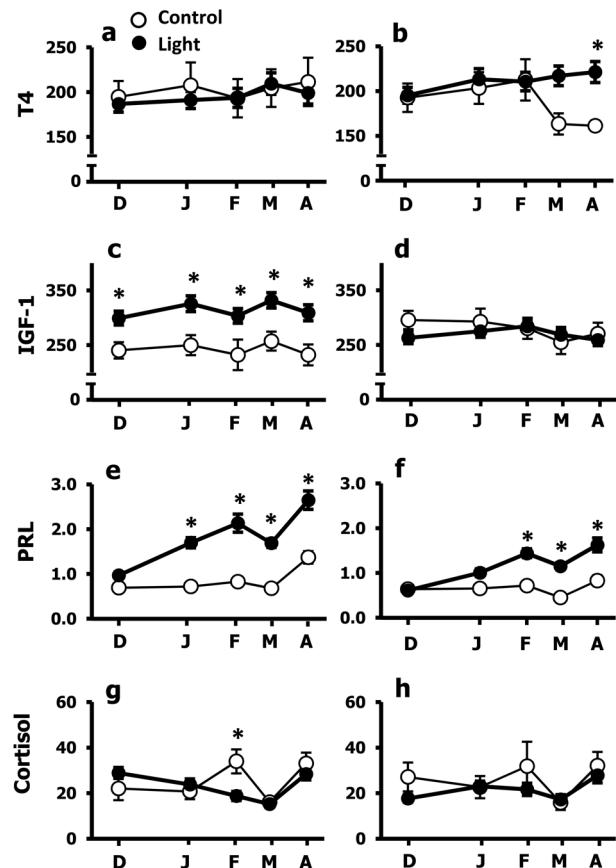 a
Control
Light
b
*
T4
250
200
150
0
D J F M A
250
200
150
0
D J F M A
c
* * * * *
d
IGF-1
350
250
0
D J F M A
350
250
0
D J F M A
e
* * * *
f
* * *
PRL
3.0
2.0
1.0
0.0
D J F M A
3.0
2.0
1.0
0.0
D J F M A
g
*
h
Cortisol
60
40
20
0
D J F M A
60
40
20
0
D J F M A